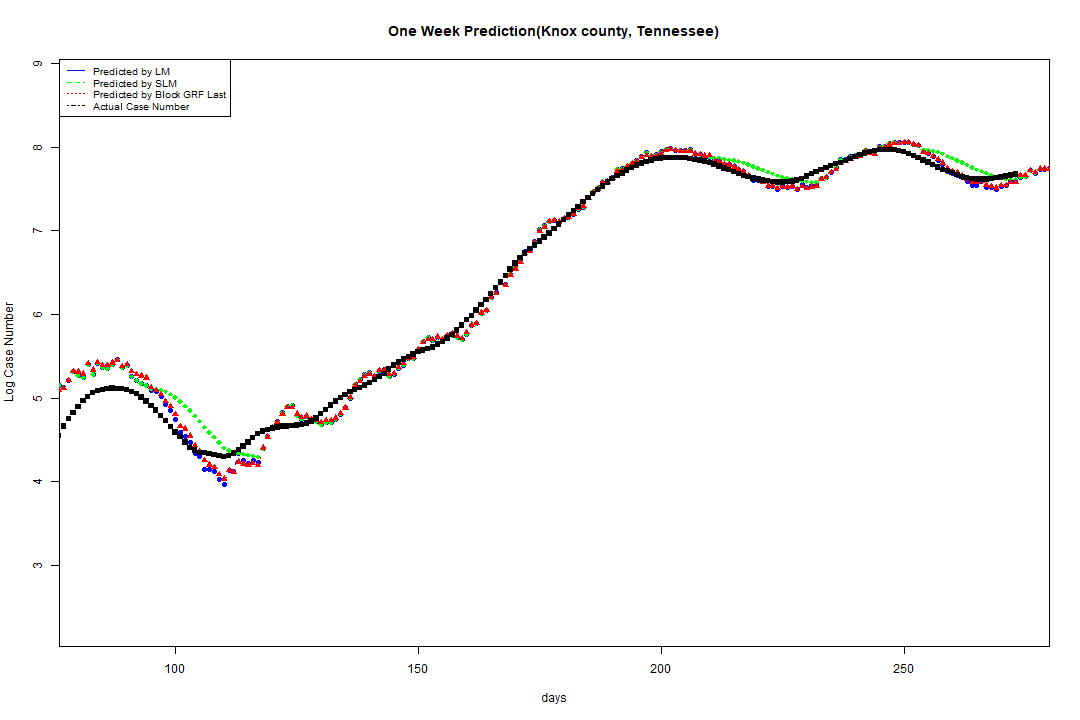 One Week Prediction(Knox county, Tennessee)
Predicted by LM
Predicted by SLM
Predicted by Block GRF Last
Actual Case Number
9
8
7
6
5
4
3
Log Case Number
100 150 200 250
days